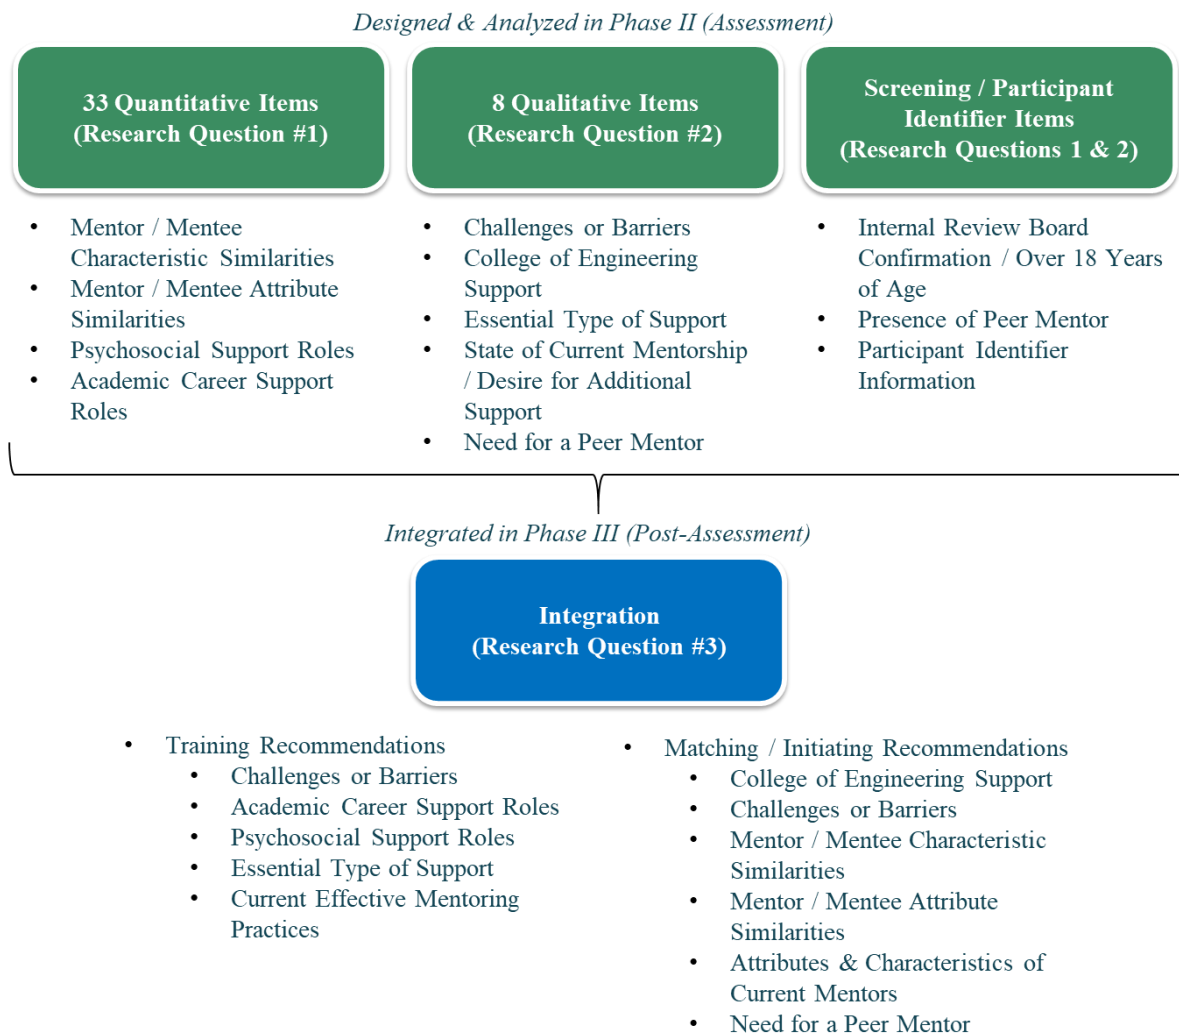 Designed & Analyzed in Phase II (Assessment)
33 Quantitative Items
(Research Question #1)
• Mentor / Mentee
Characteristic Similarities
• Mentor / Mentee Attribute
Similarities
• Psychosocial Support Roles
• Academic Career Support
Roles
8 Qualitative Items
(Research Question #2)
• Challenges or Barriers
• College of Engineering
Support
• Essential Type of Support
• State of Current Mentorship
/ Desire for Additional
Support
• Need for a Peer Mentor
Screening / Participant
Identifier Items
(Research Questions 1 & 2)
• Internal Review Board
Confirmation / Over 18 Years
of Age
• Presence of Peer Mentor
• Participant Identifier
Information
Integrated in Phase III (Post-Assessment)
Integration
(Research Question #3)
• Training Recommendations
• Challenges or Barriers
• Academic Career Support Roles
• Psychosocial Support Roles
• Essential Type of Support
• Current Effective Mentoring
Practices
• Matching / Initiating Recommendations
• College of Engineering Support
• Challenges or Barriers
• Mentor / Mentee Characteristic
Similarities
• Mentor / Mentee Attribute
Similarities
• Attributes & Characteristics of
Current Mentors
• Need for a Peer Mentor